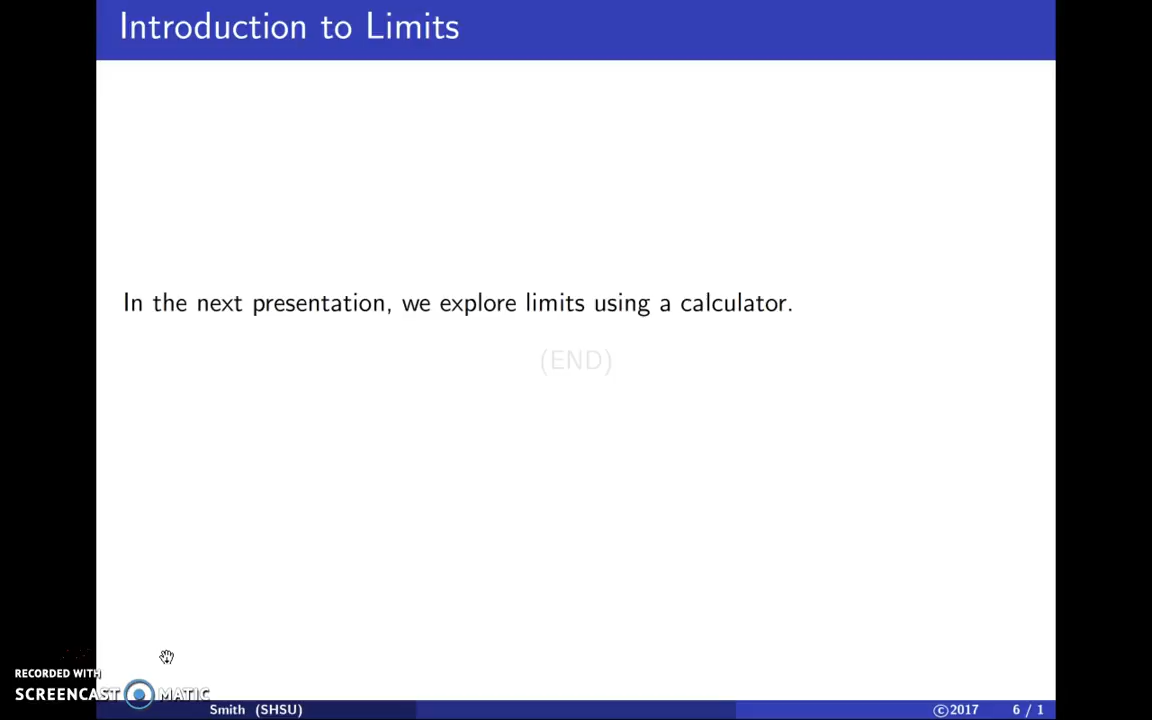 Introduction to Limits
In the next presentation, we explore limits using a calculator.
(END)
RECORDED WITH
SCREENCAST MATIC
Smith (SHSU)
©2017
6 / 1